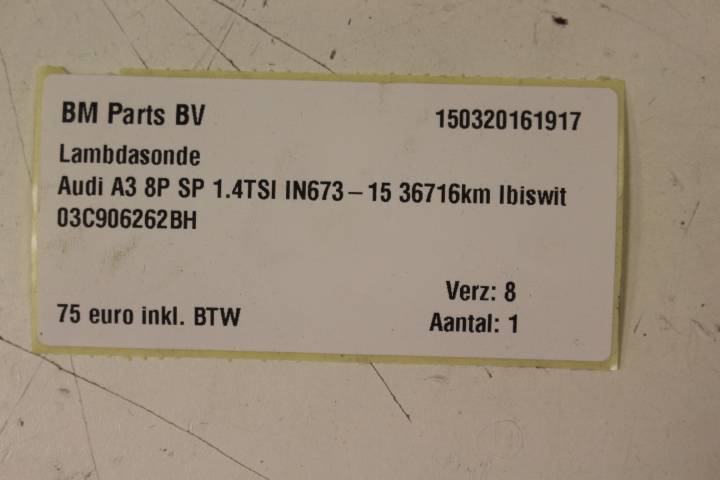 BM Parts BV 150320161917
Lambdasonde
Audi A3 8P SP 1.4TSI IN673–15 36716km Ibiswit
03C906262BH
Verz: 8
75 euro inkl. BTW Aantal: 1